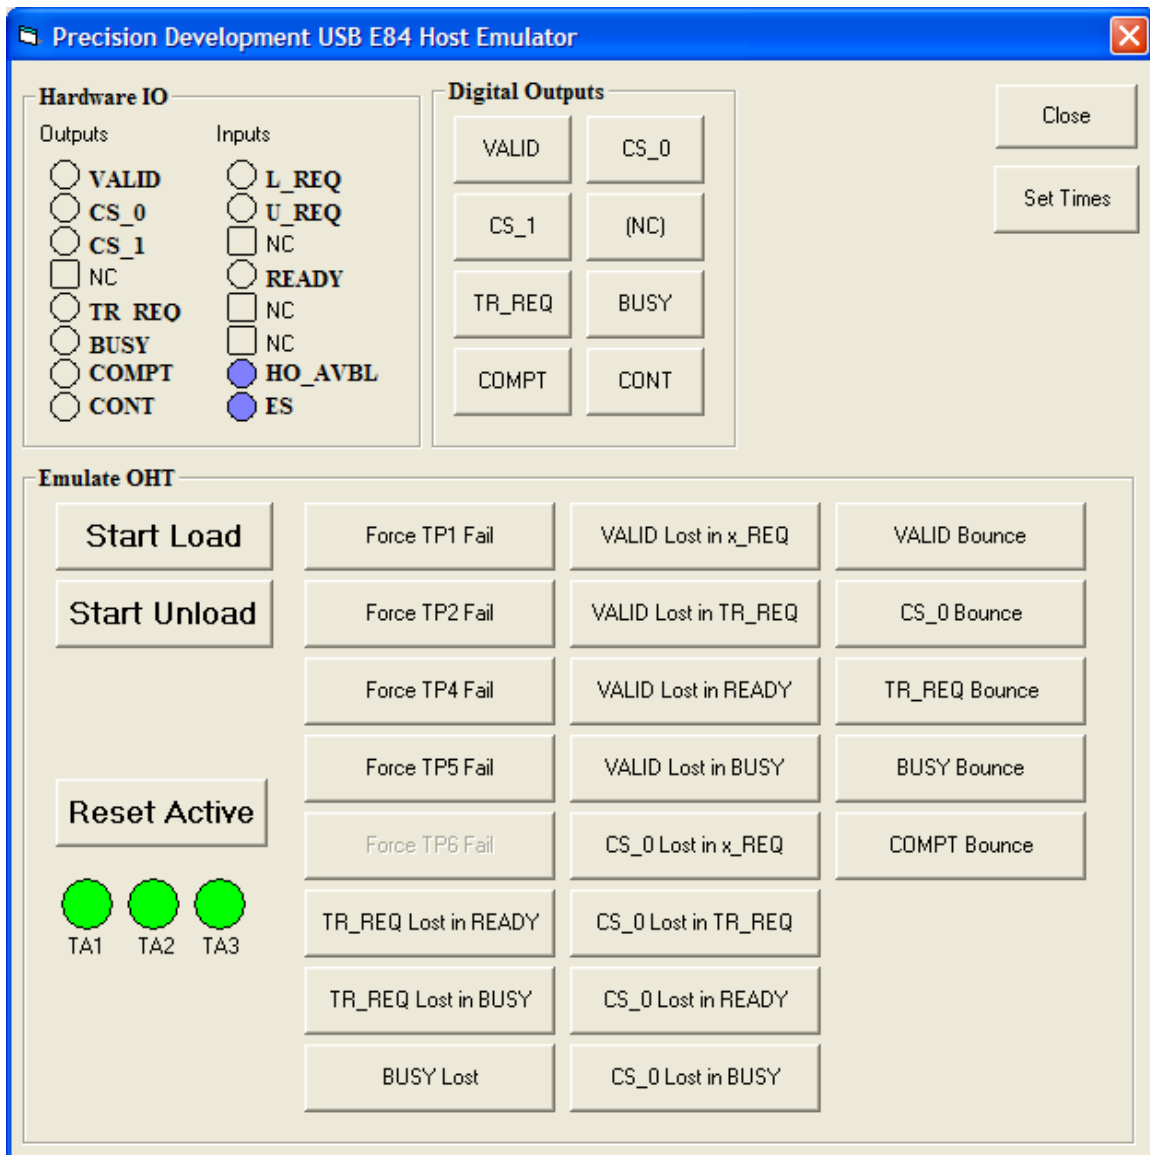 Precision Development USB E84 Host Emulator
Hardware IO
Outputs
Inputs
VALID
CS_0
CS_1
NC
TR_REQ
BUSY
COMPT
CONT
L_REQ
U_REQ
NC
READY
NC
NC
HO_AVBL
ES
Digital Outputs
VALID
CS_0
CS_1
(NC)
TR_REQ
BUSY
COMPT
CONT
Close
Set Times
Emulate OHT
Start Load
Start Unload
Reset Active
TA1
TA2
TA3
Force TP1 Fail
Force TP2 Fail
Force TP4 Fail
Force TP5 Fail
Force TP6 Fail
TR_REQ Lost in READY
TR_REQ Lost in BUSY
BUSY Lost
VALID Lost in x_REQ
VALID Lost in TR_REQ
VALID Lost in READY
VALID Lost in BUSY
CS_0 Lost in x_REQ
CS_0 Lost in TR_REQ
CS_0 Lost in READY
CS_0 Lost in BUSY
VALID Bounce
CS_0 Bounce
TR_REQ Bounce
BUSY Bounce
COMPT Bounce